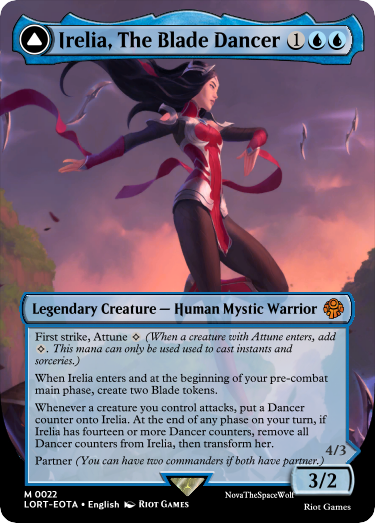 Irelia, The Blade Dancer 1
Legendary Creature — Human Mystic Warrior
First strike, Attune (When a creature with Attune enters, add
. This mana can only be used used to cast instants and
sorceries.)
When Irelia enters and at the beginning of your pre-combat
main phase, create two Blade tokens.
Whenever a creature you control attacks, put a Dancer
counter onto Irelia. At the end of any phase on your turn, if
Irelia has fourteen or more Dancer counters, remove all
Dancer counters from Irelia, then transform her.
4/3
Partner (You can have two commanders if both have partner.)
3/2
M 0022
NovaTheSpaceWolf
LORT-EOTA • English Riot Games
Riot Games